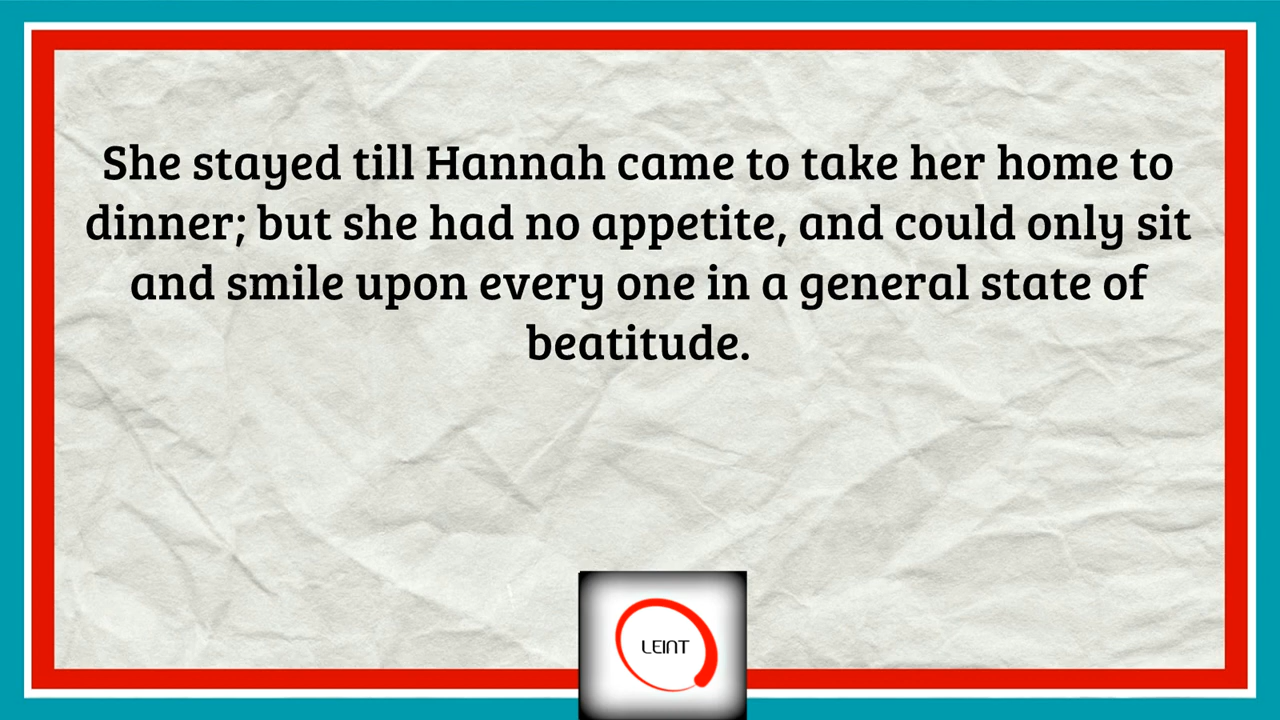 She stayed till Hannah came to take her home to
dinner; but she had no appetite, and could only sit
and smile upon every one in a general state of
beatitude.
LEINT